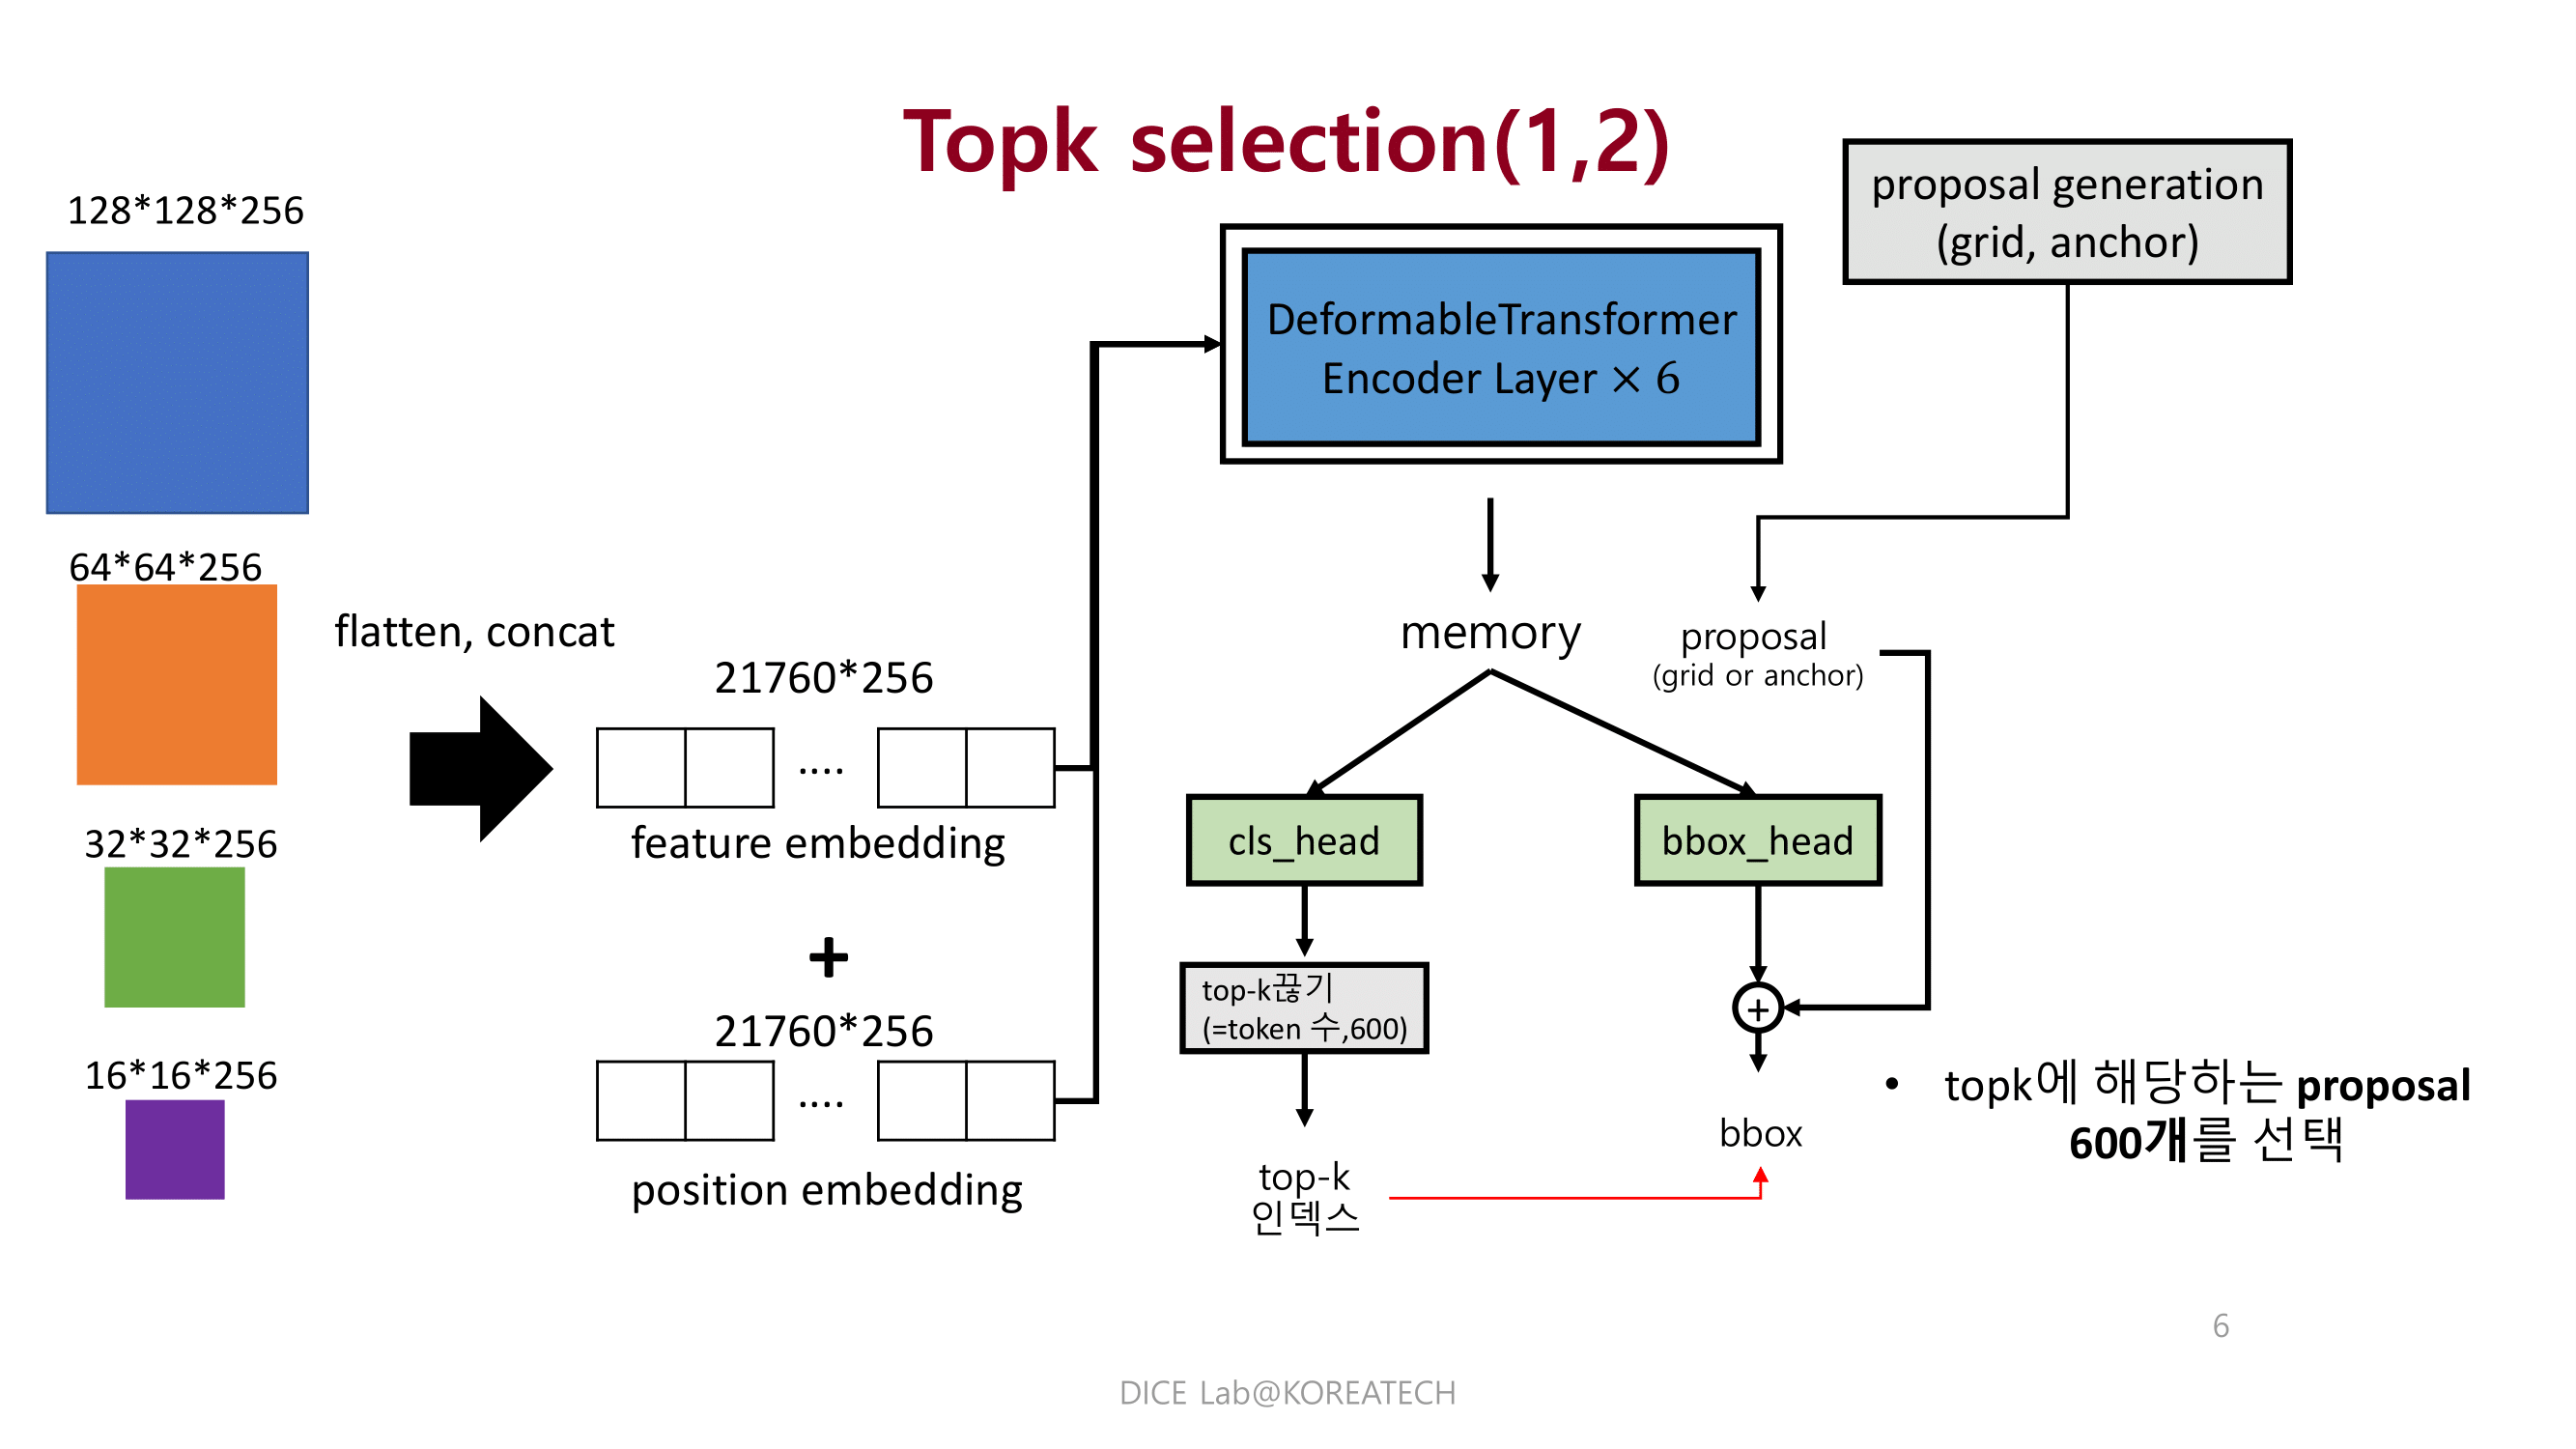 Topk selection(1,2)
128*128*256
64*64*256
32*32*256
16*16*256
flatten, concat
21760*256
....
feature embedding
+
21760*256
....
position embedding
DeformableTransformer
Encoder Layer × 6
proposal generation
(grid, anchor)
memory
proposal
(grid or anchor)
cls_head
bbox_head
top-k끊기
(=token 수,600)
+
top-k
인덱스
bbox
• topk에 해당하는 proposal
600개를 선택
6
DICE Lab@KOREATECH